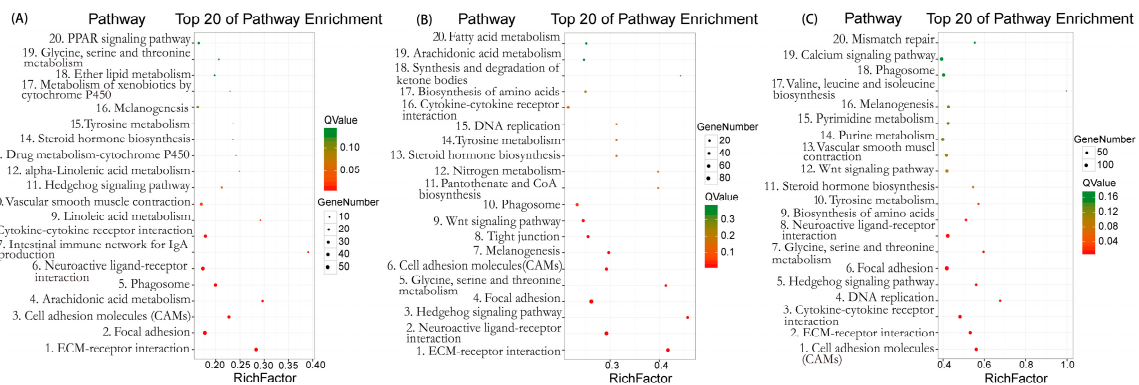 (A) Pathway Top 20 of Pathway Enrichment
20. PPAR signaling pathway
19. Glycine, serine and threonine
metabolism
18. Ether lipid metabolism
17. Metabolism of xenobiotics by
cytochrome P450
16. Melanogenesis
15.Tyrosine metabolism
14. Steroid hormone biosynthesis
. Drug metabolism-cytochrome P450
12. alpha-Linolenic acid metabolism
11. Hedgehog signaling pathway
).Vascular smooth muscle contraction
9. Linoleic acid metabolism
Cytokine-cytokine receptor interaction
7. Intestinal immune network for IgA
production
6. Neuroactive ligand-receptor
interaction
5. Phagosome
4. Arachidonic acid metabolism
3. Cell adhesion molecules (CAMs)
2. Focal adhesion
1. ECM-receptor interaction
0.20 0.25 0.30 0.35 0.40
RichFactor
QValue
0.10
0.05
GeneNumber
10
20
30
40
50
(B) Pathway Top 20 of Pathway Enrichment
20. Fatty acid metabolism
19. Arachidonic acid metabolism
18. Synthesis and degradation of
ketone bodies
17. Biosynthesis of amino acids
16. Cytokine-cytokine receptor
interaction
15. DNA replication
14.Tyrosine metabolism
13. Steroid hormone biosynthesis
12. Nitrogen metabolism
11. Pantothenate and CoA
biosynthesis
10. Phagosome
9. Wnt signaling pathway
8. Tight junction
7. Melanogenesis
6. Cell adhesion molecules(CAMs)
5. Glycine, serine and threonine
metabolism
4. Focal adhesion
3. Hedgehog signaling pathway
2. Neuroactive ligand-receptor
interaction
1. ECM-receptor interaction
0.3 0.4
RichFactor
GeneNumber
20
40
60
80
QValue
0.3
0.2
0.1
(C) Pathway Top 20 of Pathway Enrichment
20. Mismatch repair
19. Calcium signaling pathway
18. Phagosome
17.Valine, leucine and isoleucine
biosynthesis
16. Melanogenesis
15. Pyrimidine metabolism
14. Purine metabolism
13.Vascular smooth muscl
contraction
12. Wnt signaling pathway
11. Steroid hormone biosynthesis
10. Tyrosine metabolism
9. Biosynthesis of amino acids
8. Neuroactive ligand-receptor
interaction
7. Glycine, serine and threonine
metabolism
6. Focal adhesion
5. Hedgehog signaling pathway
4. DNA replication
3. Cytokine-cytokine receptor
interaction
2. ECM-receptor interaction
1. Cell adhesion molecules
(CAMs)
0.4 0.6 0.8 1.0
RichFactor
GeneNumber
50
100
QValue
0.16
0.12
0.08
0.04